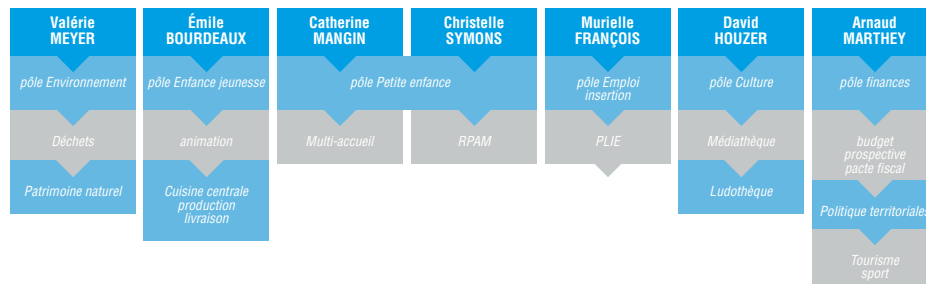 Valérie
MEYER
Émile
BOURDEAUX
Catherine
MANGIN
Christelle
SYMONS
Murielle
FRANÇOIS
David
HOUZER
Arnaud
MARTHEY
pôle Environnement
pôle Enfance jeunesse
pôle Petite enfance
pôle Emploi
insertion
pôle Culture
pôle finances
Déchets
animation
Multi-accueil
RPAM
PLIE
Médiathèque
budget
prospective
pacte fiscal
Patrimoine naturel
Cuisine centrale
production
livraison
Ludothèque
Politique territoriales
Tourisme
sport